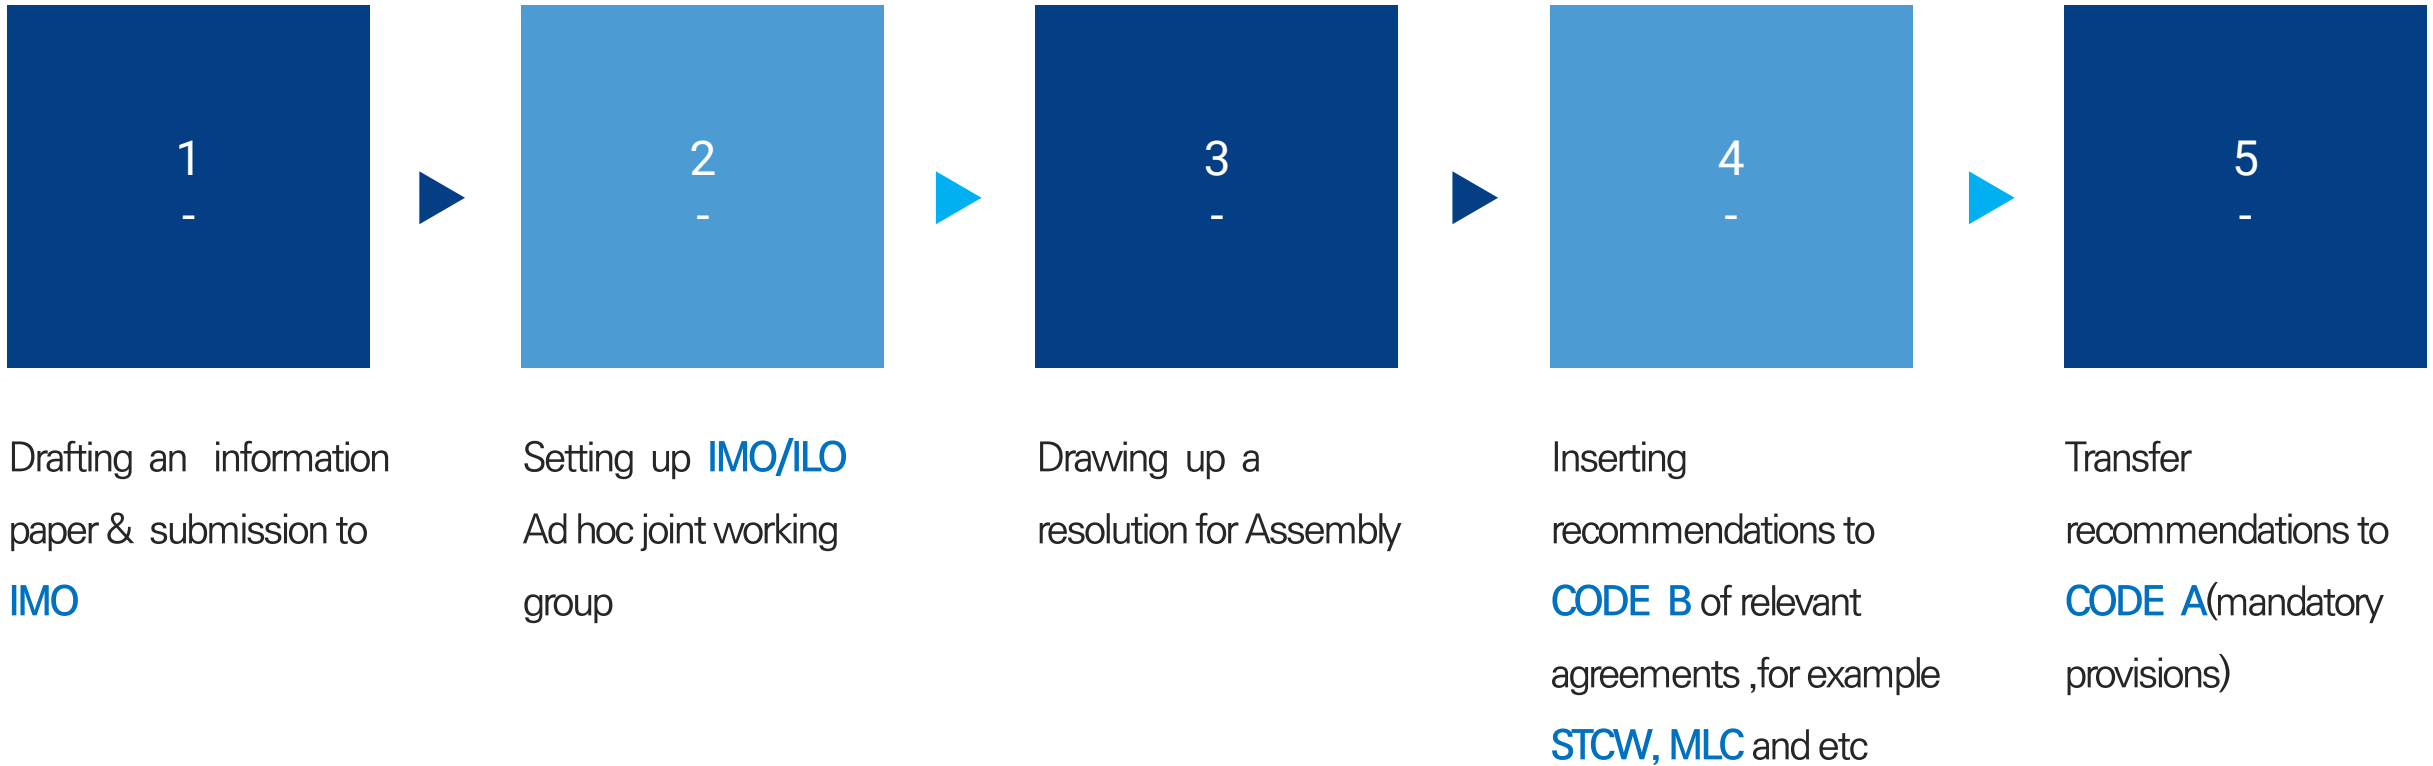 1
-
2
-
3
-
4
-
5
-
Drafting an information
paper & submission to
IMO
Setting up IMO/ILO
Ad hoc joint working
group
Drawing up a
resolution for Assembly
Inserting
recommendations to
CODE B of relevant
agreements ,for example
STCW, MLC and etc
Transfer
recommendations to
CODE A(mandatory
provisions)